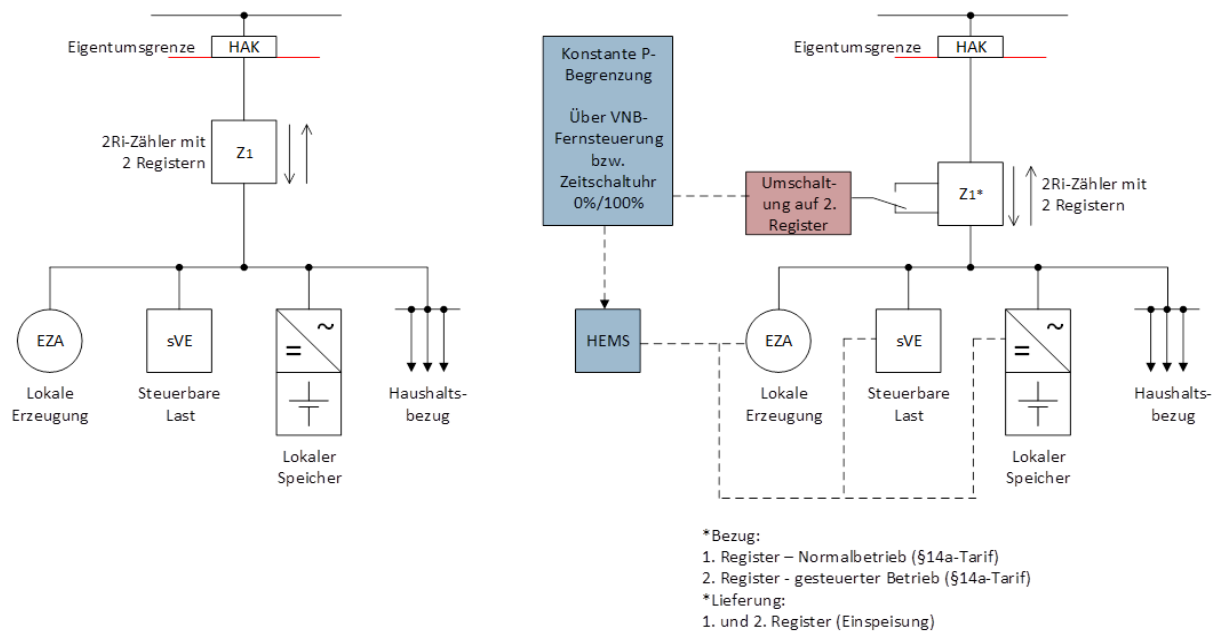 Eigentumsgrenze
HAK
2Ri-Zähler mit
2 Registern
Z1
EZA
sVE
~
=
Lokale
Erzeugung
Steuerbare
Last
Haushalts-
bezug
Lokaler
Speicher
Konstante P-
Begrenzung
Über VNB-
Fernsteuerung
bzw.
Zeitschaltuhr
0%/100%
Eigentumsgrenze
HAK
Umschalt-
ung auf 2.
Register
Z1*
2Ri-Zähler mit
2 Registern
HEMS
EZA
sVE
~
=
Lokale
Erzeugung
Steuerbare
Last
Haushalts-
bezug
Lokaler
Speicher
*Bezug:
1. Register – Normalbetrieb (§14a-Tarif)
2. Register - gesteuerter Betrieb (§14a-Tarif)
*Lieferung:
1. und 2. Register (Einspeisung)